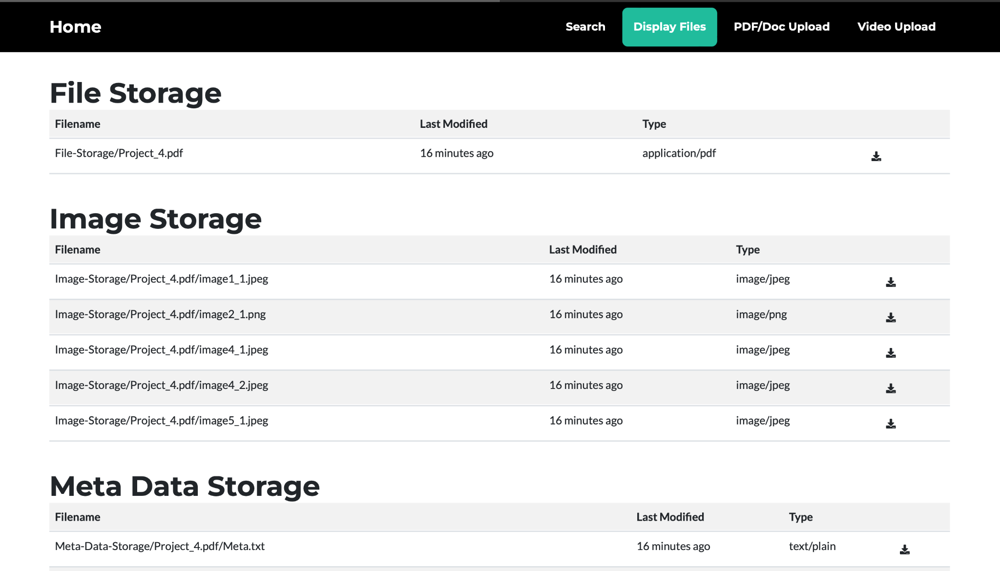 Home Search Display Files PDF/Doc Upload Video Upload
File Storage
Filename Last Modified Type
File-Storage/Project_4.pdf 16 minutes ago application/pdf
Image Storage
Filename Last Modified Type
Image-Storage/Project_4.pdf/image1_1.jpeg 16 minutes ago image/jpeg
Image-Storage/Project_4.pdf/image2_1.png 16 minutes ago image/png
Image-Storage/Project_4.pdf/image4_1.jpeg 16 minutes ago image/jpeg
Image-Storage/Project_4.pdf/image4_2.jpeg 16 minutes ago image/jpeg
Image-Storage/Project_4.pdf/image5_1.jpeg 16 minutes ago image/jpeg
Meta Data Storage
Filename Last Modified Type
Meta-Data-Storage/Project_4.pdf/Meta.txt 16 minutes ago text/plain